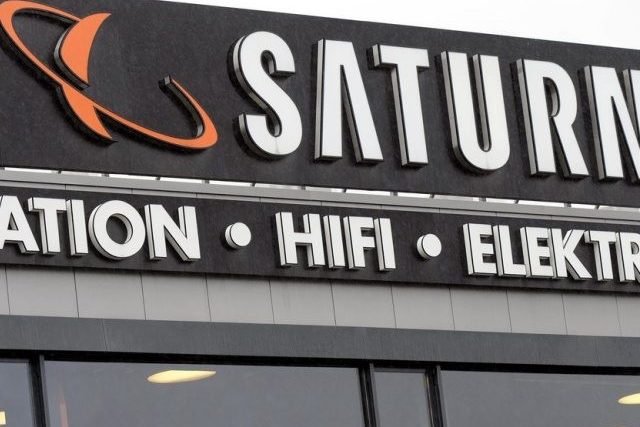 SATURN
ATION • HIFI • ELEKTR